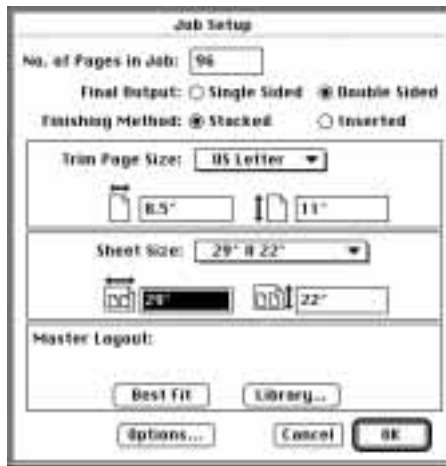 Job Setup
No. of Pages in Job: 96
Final Output: Single Sided Double Sided
Finishing Method: Stacked Inserted
Trim Page Size: US Letter
8.5" 11"
Sheet Size: 29" X 22"
29" 22"
Master Layout:
Best Fit Library...
Options... Cancel OK